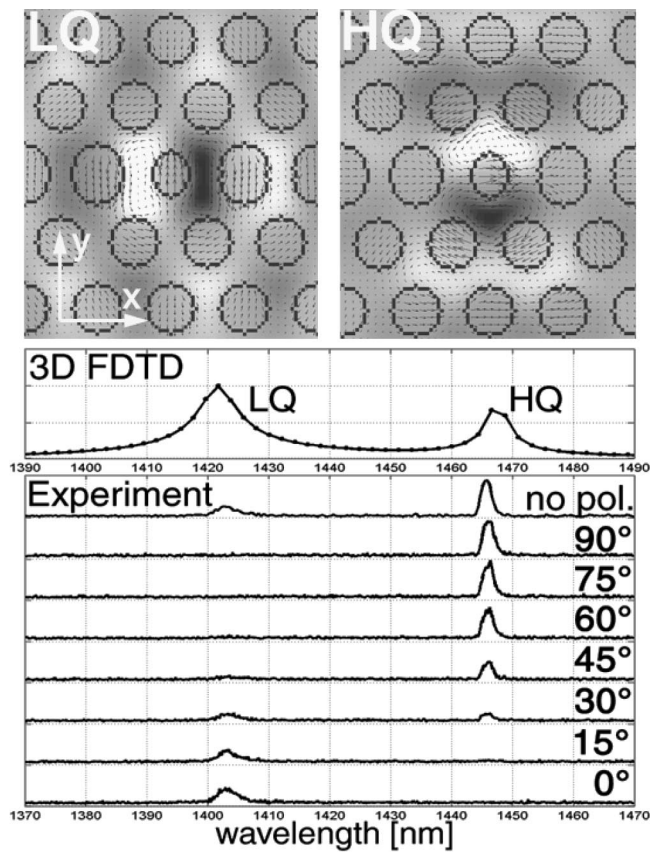 LQ HQ
y
x
3D FDTD
LQ
HQ
1390 1400 1410 1420 1430 1440 1450 1460 1470 1480 1490
Experiment
no pol.
90°
75°
60°
45°
30°
15°
0°
1370 1380 1390 1400 1410 1420 1430 1440 1450 1460 1470
wavelength [nm]